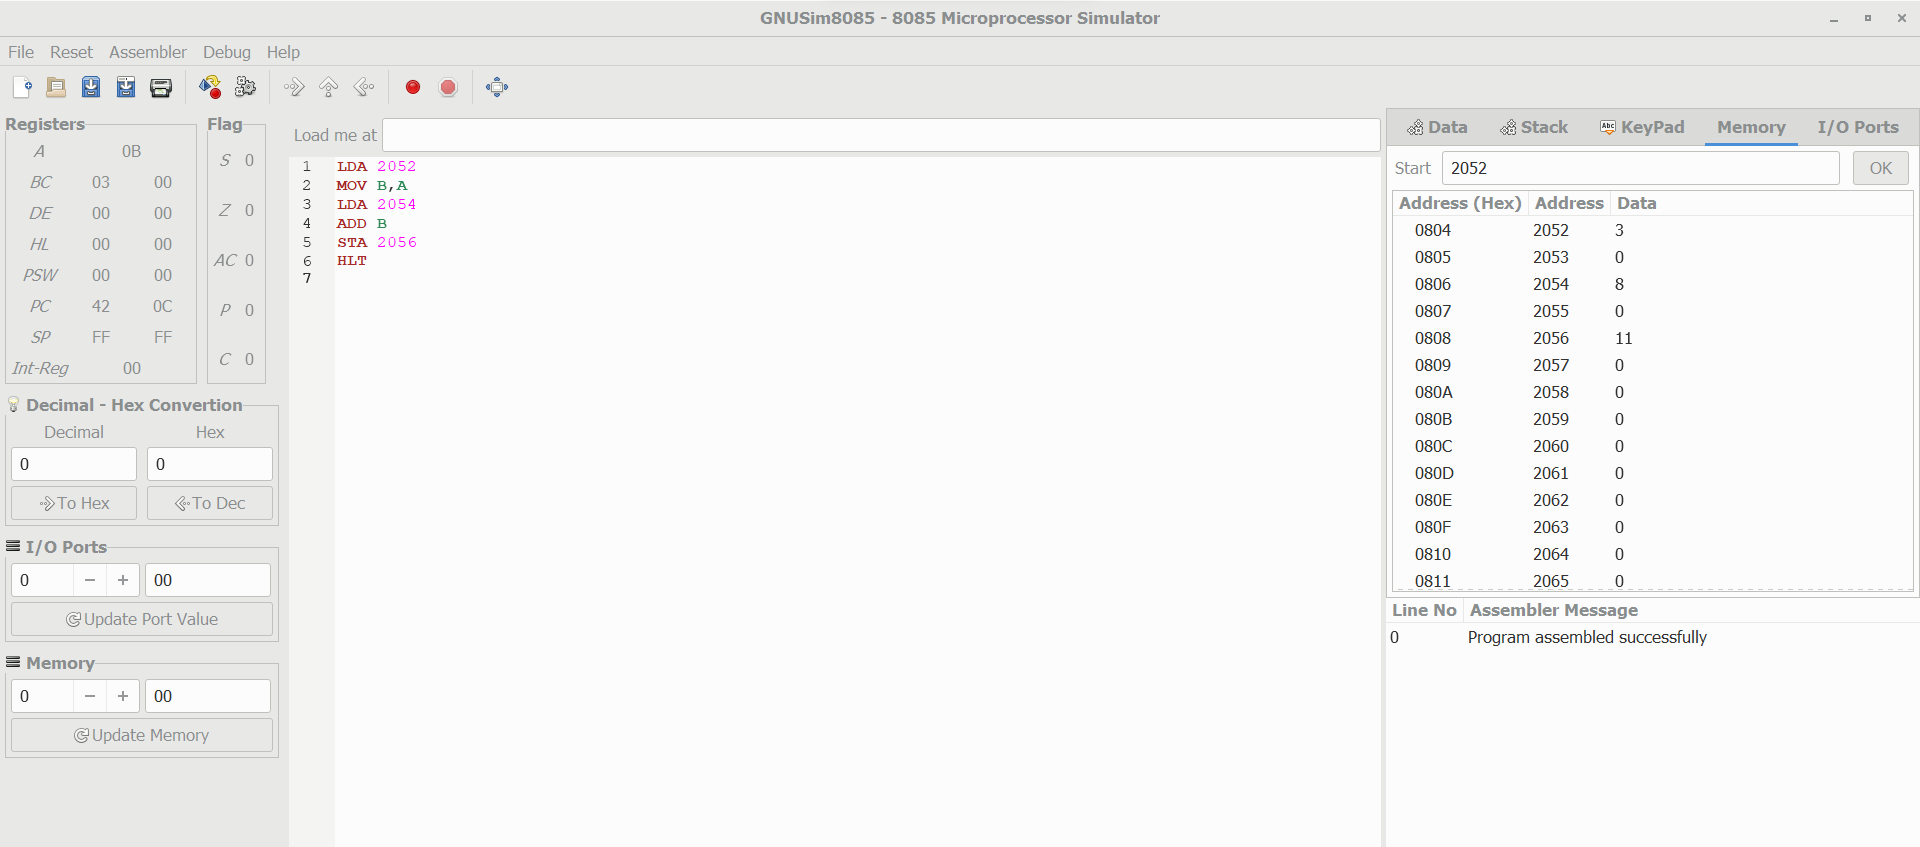 GNUSim8085 - 8085 Microprocessor Simulator
File Reset Assembler Debug Help
Registers
A 0B
BC 03 00
DE 00 00
HL 00 00
PSW 00 00
PC 42 0C
SP FF FF
Int-Reg 00
Flag
S 0
Z 0
AC 0
P 0
C 0
Decimal - Hex Convertion
Decimal Hex
0 0
To Hex To Dec
I/O Ports
0 − + 00
Update Port Value
Memory
0 − + 00
Update Memory
Load me at
1 LDA 2052
2 MOV B,A
3 LDA 2054
4 ADD B
5 STA 2056
6 HLT
7
Data Stack Abc KeyPad Memory I/O Ports
Start 2052 OK
Address (Hex) Address Data
0804 2052 3
0805 2053 0
0806 2054 8
0807 2055 0
0808 2056 11
0809 2057 0
080A 2058 0
080B 2059 0
080C 2060 0
080D 2061 0
080E 2062 0
080F 2063 0
0810 2064 0
0811 2065 0
Line No Assembler Message
0 Program assembled successfully